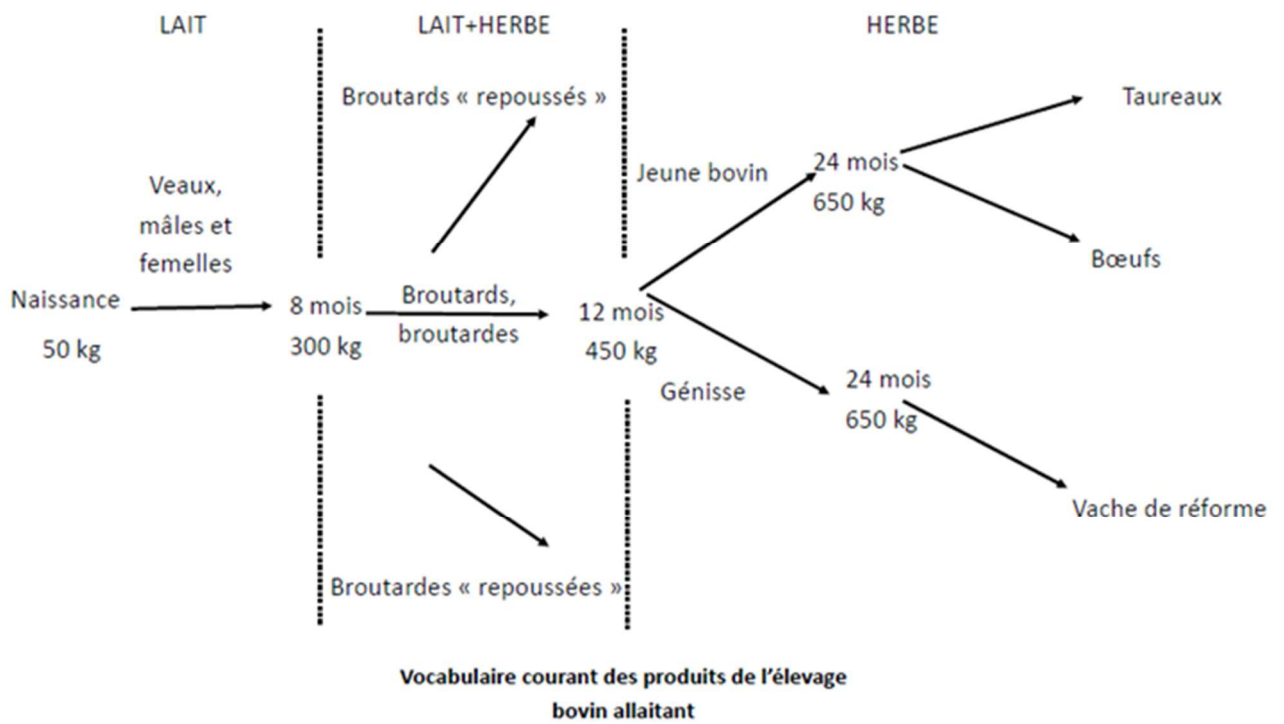 LAIT
LAIT+HERBE
HERBE
Broutards « repoussés »
Taureaux
Jeune bovin
24 mois
650 kg
Veaux,
mâles et
femelles
Bœufs
Naissance
50 kg
8 mois
300 kg
Broutards,
broutardes
12 mois
450 kg
Génisse
24 mois
650 kg
Vache de réforme
Broutardes « repoussées »
Vocabulaire courant des produits de l’élevage
bovin allaitant